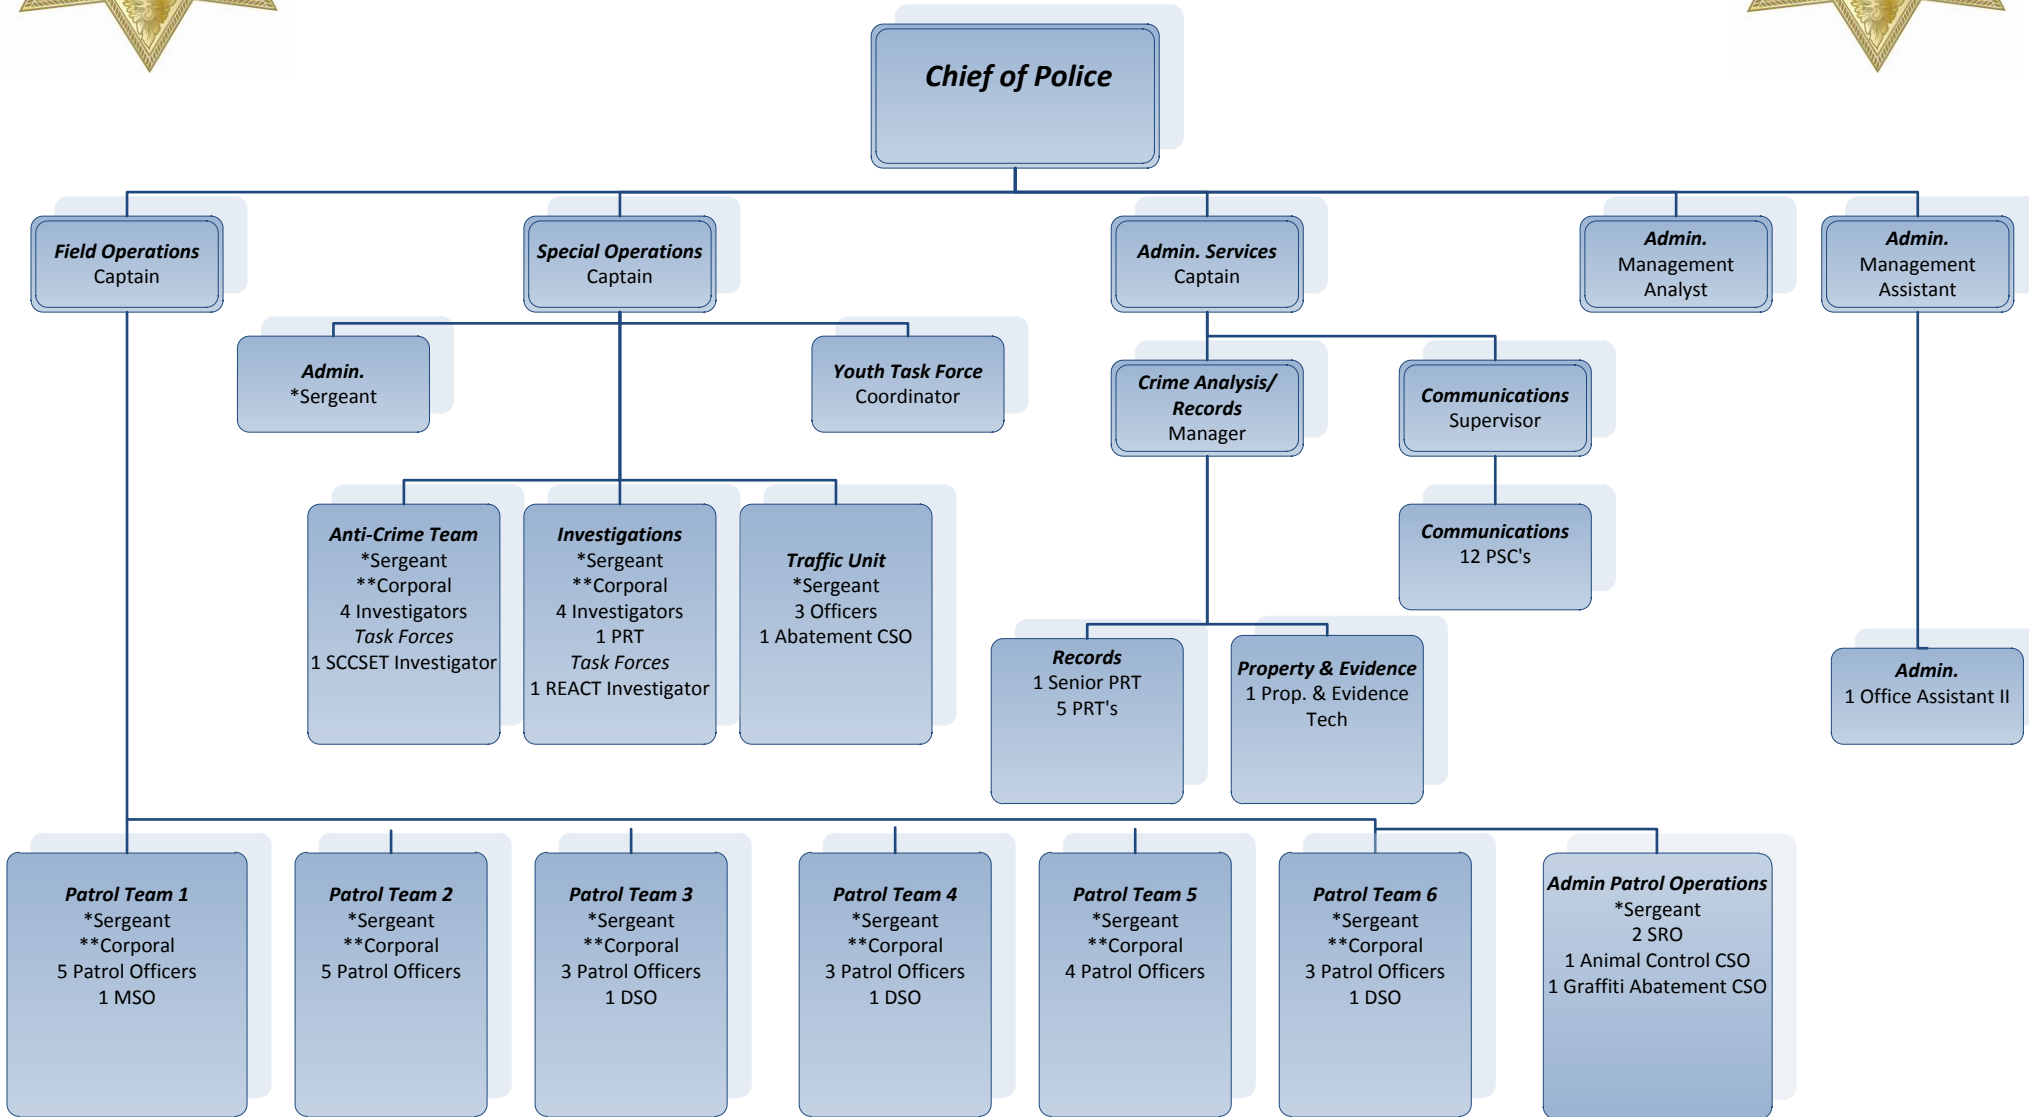 Chief of Police
Field Operations
Captain
Special Operations
Captain
Admin. Services
Captain
Admin.
Management
Analyst
Admin.
Management
Assistant
Admin.
*Sergeant
Youth Task Force
Coordinator
Crime Analysis/
Records
Manager
Communications
Supervisor
Anti-Crime Team
*Sergeant
**Corporal
4 Investigators
Task Forces
1 SCCSET Investigator
Investigations
*Sergeant
**Corporal
4 Investigators
1 PRT
Task Forces
1 REACT Investigator
Traffic Unit
*Sergeant
3 Officers
1 Abatement CSO
Communications
12 PSC's
Records
1 Senior PRT
5 PRT's
Property & Evidence
1 Prop. & Evidence
Tech
Admin.
1 Office Assistant II
Patrol Team 1
*Sergeant
**Corporal
5 Patrol Officers
1 MSO
Patrol Team 2
*Sergeant
**Corporal
5 Patrol Officers
Patrol Team 3
*Sergeant
**Corporal
3 Patrol Officers
1 DSO
Patrol Team 4
*Sergeant
**Corporal
3 Patrol Officers
1 DSO
Patrol Team 5
*Sergeant
**Corporal
4 Patrol Officers
Patrol Team 6
*Sergeant
**Corporal
3 Patrol Officers
1 DSO
Admin Patrol Operations
*Sergeant
2 SRO
1 Animal Control CSO
1 Graffiti Abatement CSO